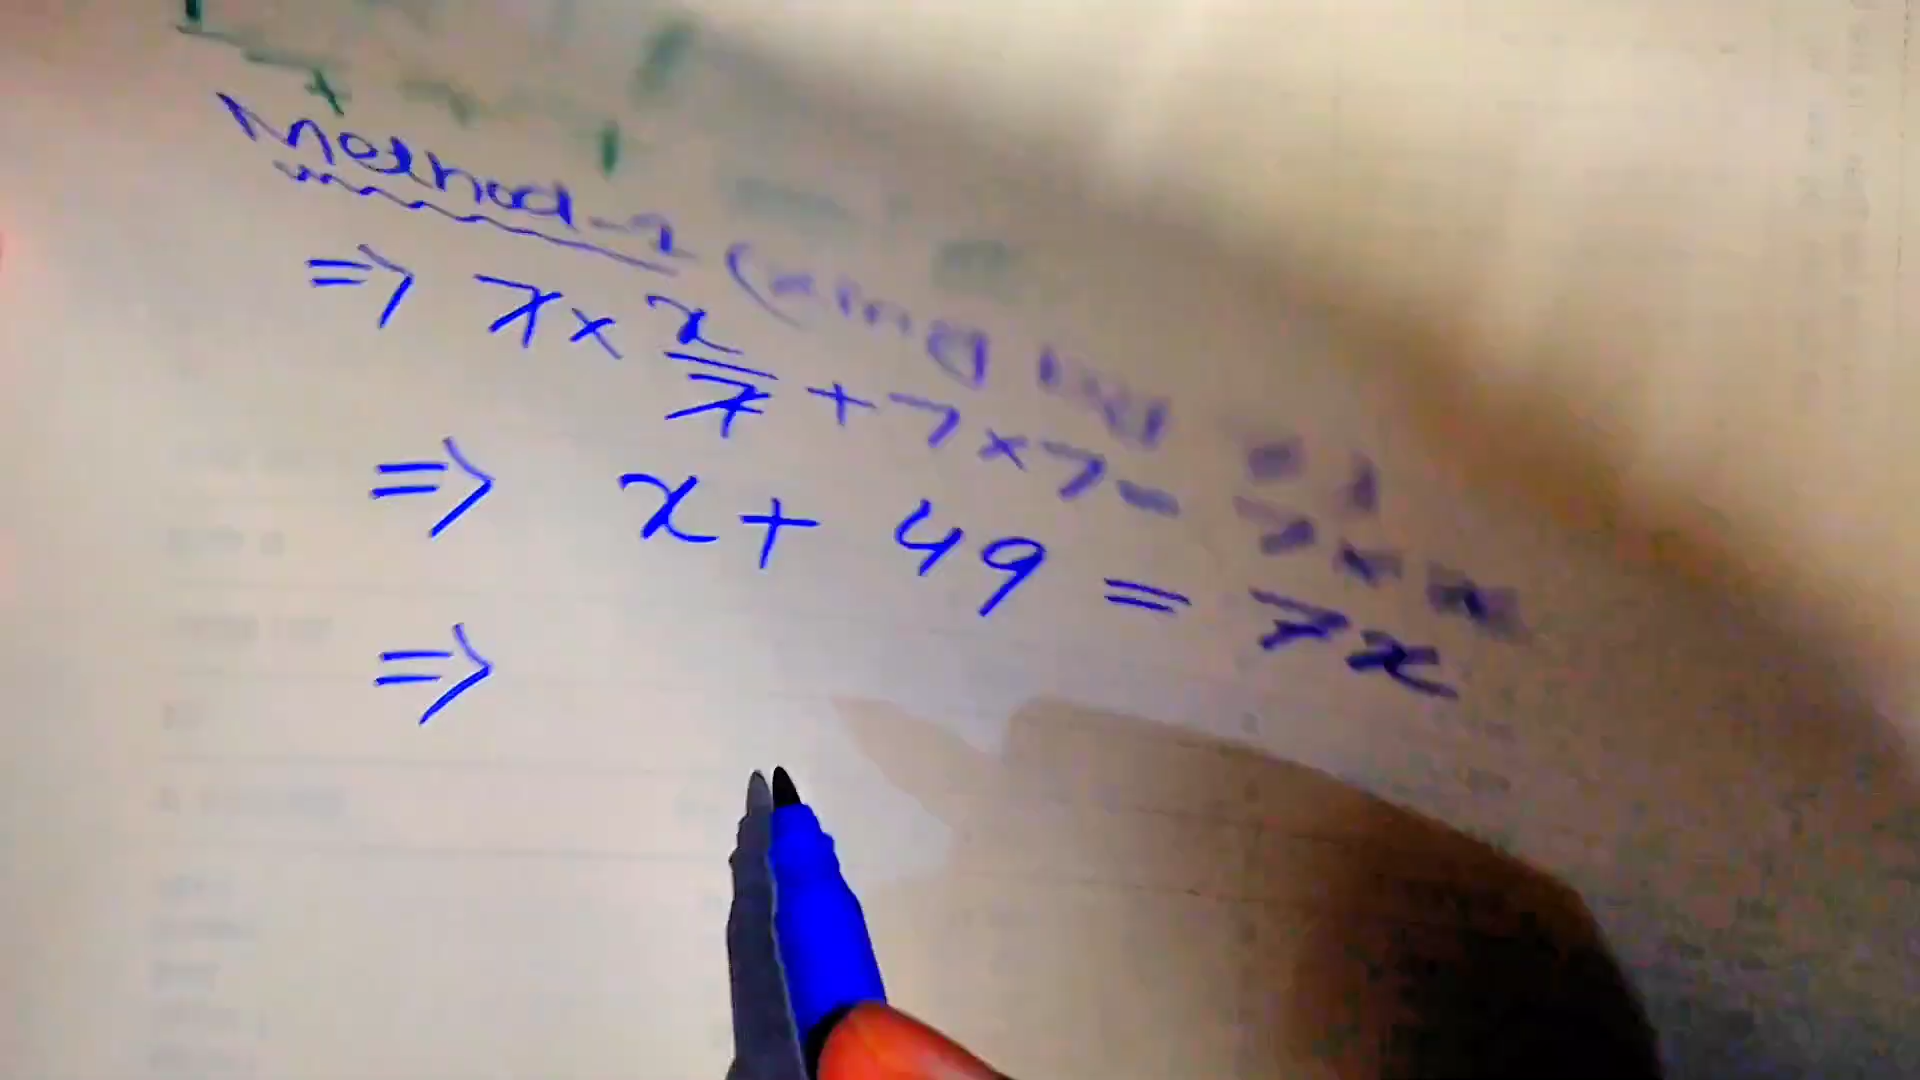 Method-1
⇒ 7 × x/7 + 7 × 7 = 7 × x
⇒ x + 49 = 7x
⇒